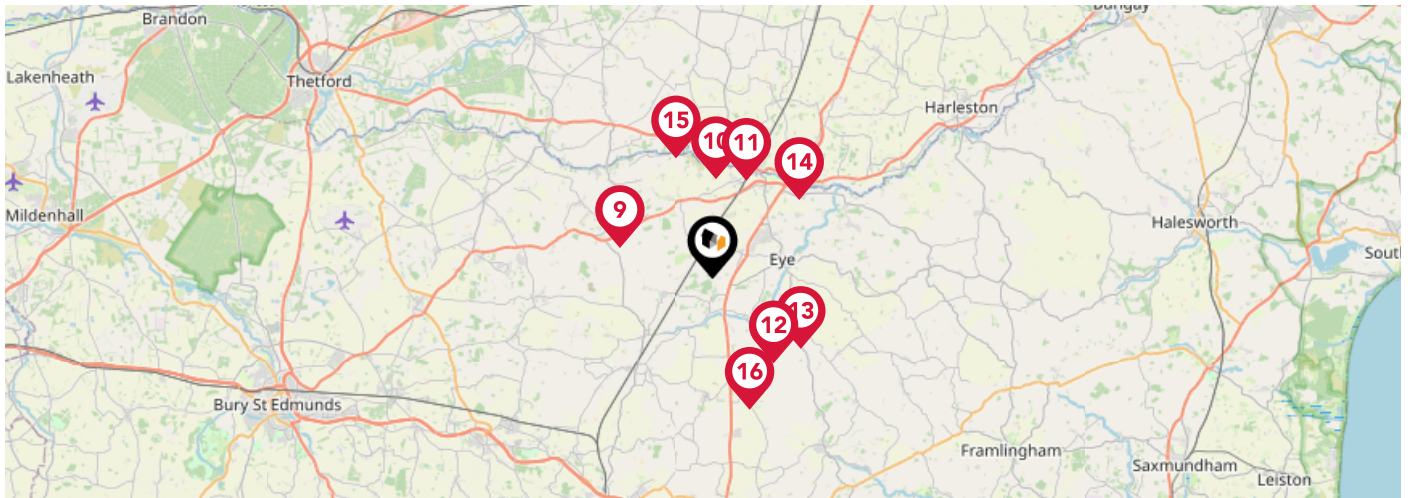 Bungay
Brandon
Lakenheath
Thetford
Harleston
15
10
11
14
9
Mildenhall
Halesworth
Eye
13
12
16
Bury St Edmunds
Framlingham
Saxmundham
Leiston